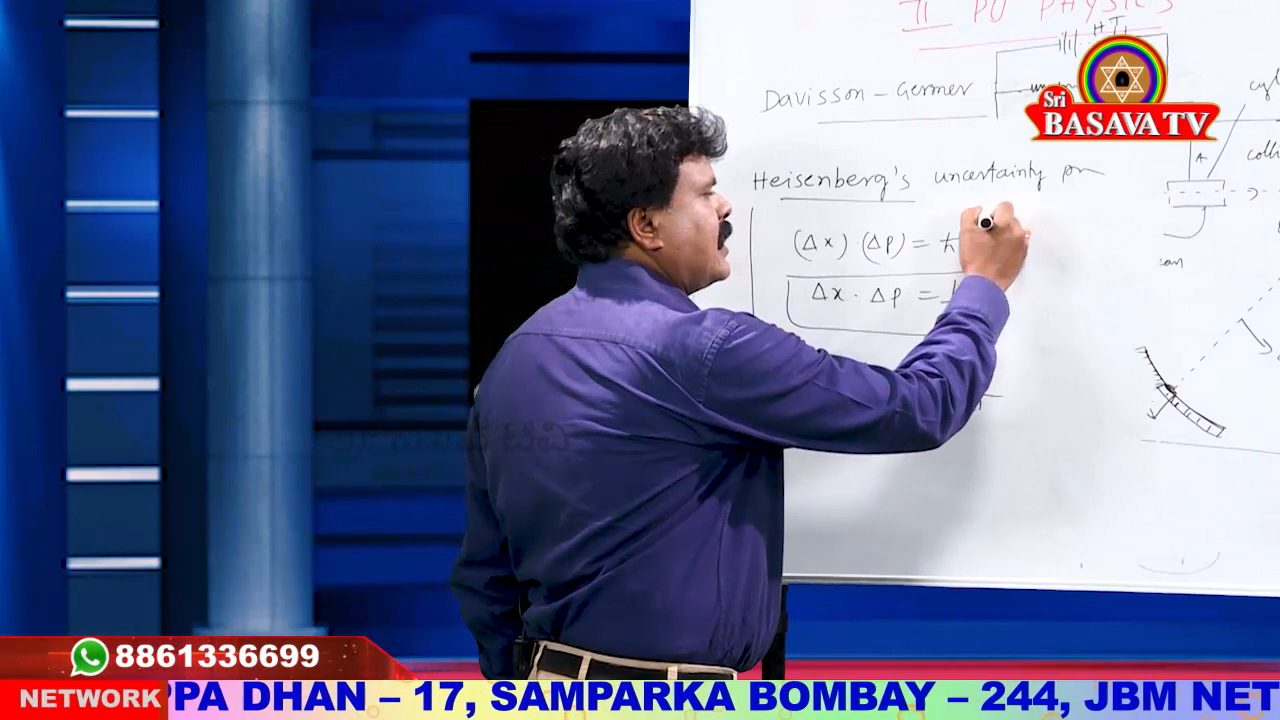 II PU PHYSICS
H T
Davisson - Germer
Sri
BASAVA TV
A
Heisenberg's uncertainty
(Δx) · (Δp) = ħ
Δx · Δp =
8861336699
NETWORK
PPA DHAN – 17, SAMPARKA BOMBAY – 244, JBM NET